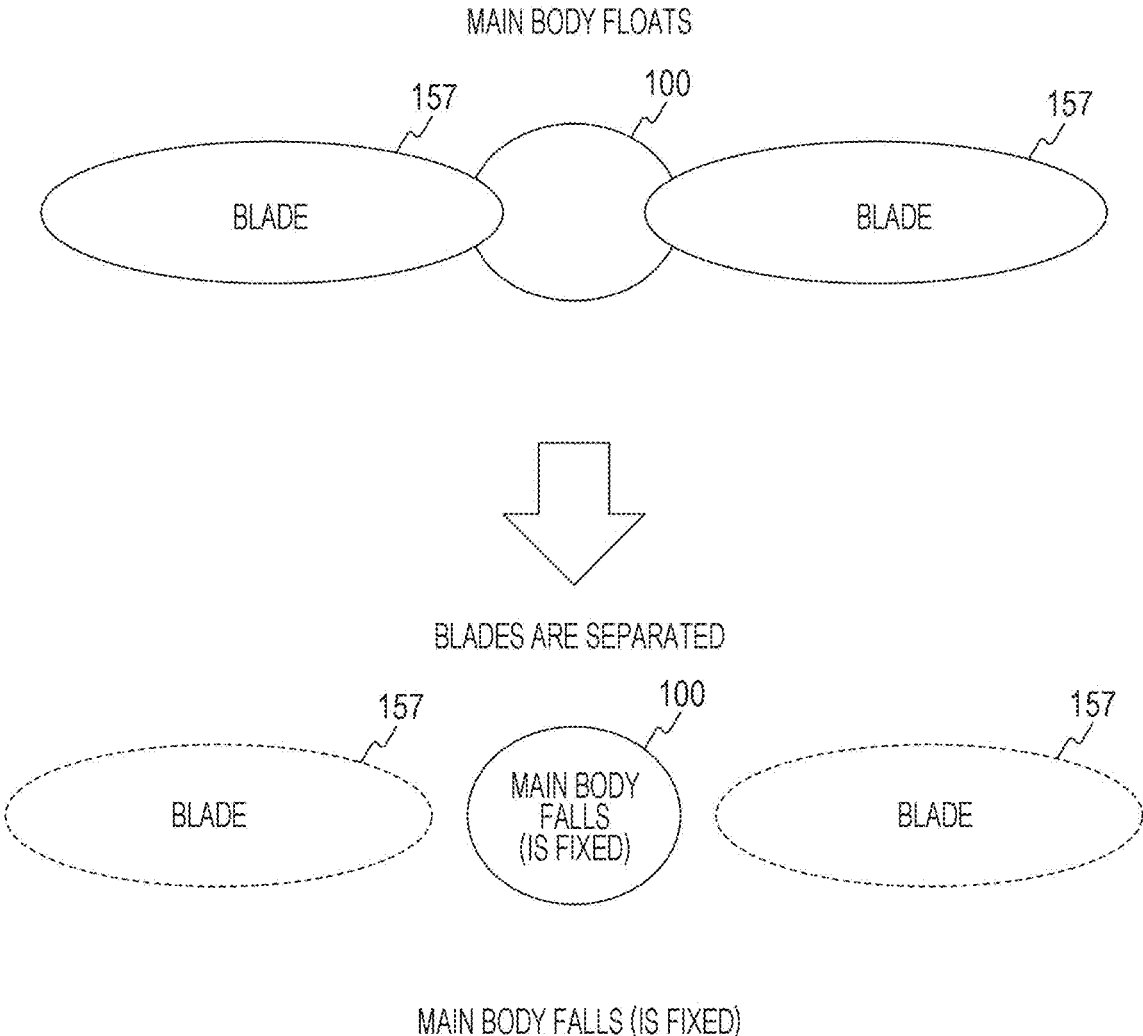 MAIN BODY FLOATS
157
100
157
BLADE
BLADE
BLADES ARE SEPARATED
157
100
157
BLADE
MAIN BODY
FALLS
(IS FIXED)
BLADE
MAIN BODY FALLS (IS FIXED)